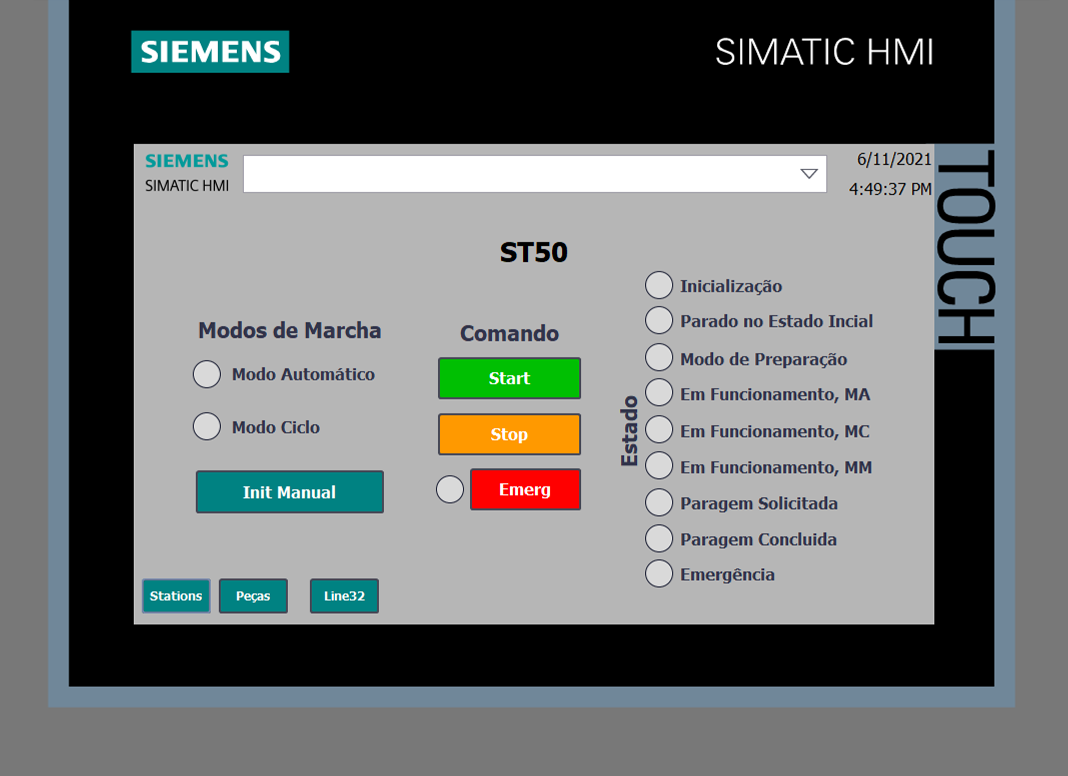 SIEMENS
SIMATIC HMI
SIEMENS
SIMATIC HMI
6/11/2021
4:49:37 PM
TOUCH
ST50
Modos de Marcha
Modo Automático
Modo Ciclo
Init Manual
Comando
Start
Stop
Emerg
Estado
Inicialização
Parado no Estado Incial
Modo de Preparação
Em Funcionamento, MA
Em Funcionamento, MC
Em Funcionamento, MM
Paragem Solicitada
Paragem Concluida
Emergência
Stations
Peças
Line32